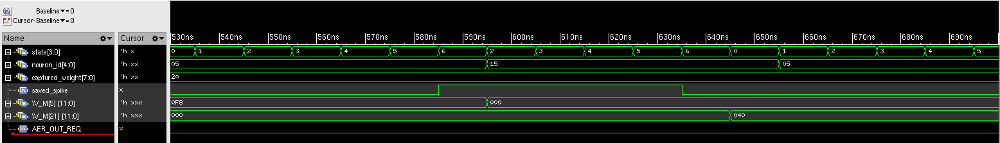 Baseline▼= 0
Cursor-Baseline▼= 0
Name Cursor 530ns 540ns 550ns 560ns 570ns 580ns 590ns 600ns 610ns 620ns 630ns 640ns 650ns 660ns 670ns 680ns 690ns
state[3:0] 'h x 0 1 2 3 4 5 6 2 3 4 5 6 0 1 2 3 4 5
neuron_id[4:0] 'h xx 05 15 05
captured_weight[7:0] 'h xx 20
saved_spike x
\V_M[5] [11:0] 'h xxx 0F8 000
\V_M[21] [11:0] 'h xxx 000 040
AER_OUT_REQ x